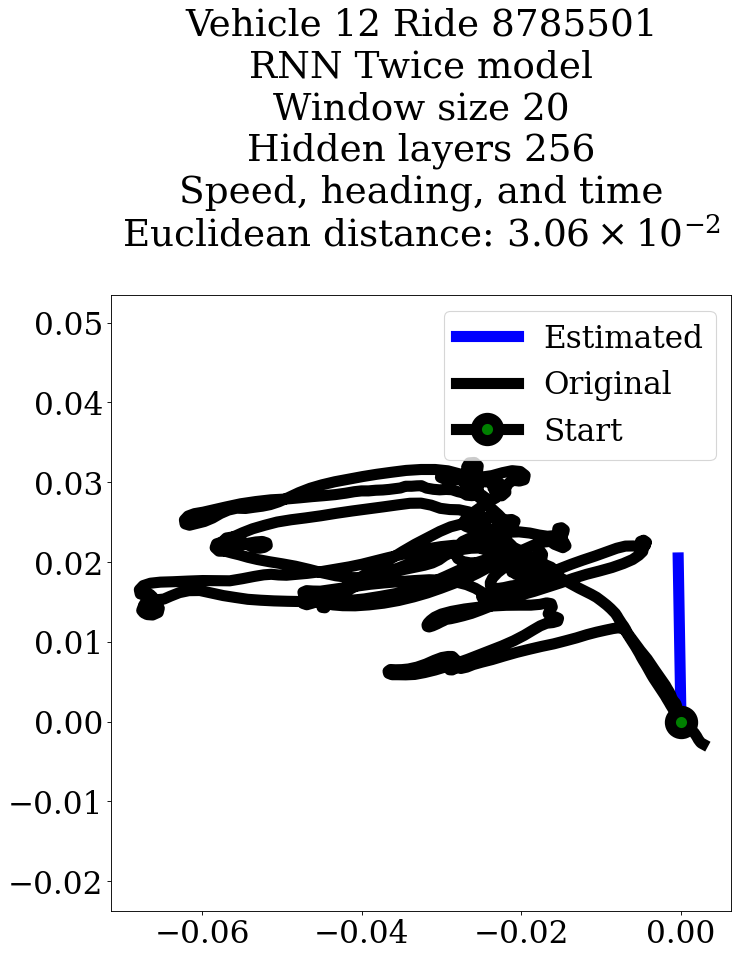 Vehicle 12 Ride 8785501
RNN Twice model
Window size 20
Hidden layers 256
Speed, heading, and time
Euclidean distance: 3.06 × 10⁻²
Estimated
Original
Start
0.05
0.04
0.03
0.02
0.01
0.00
−0.01
−0.02
−0.06 −0.04 −0.02 0.00